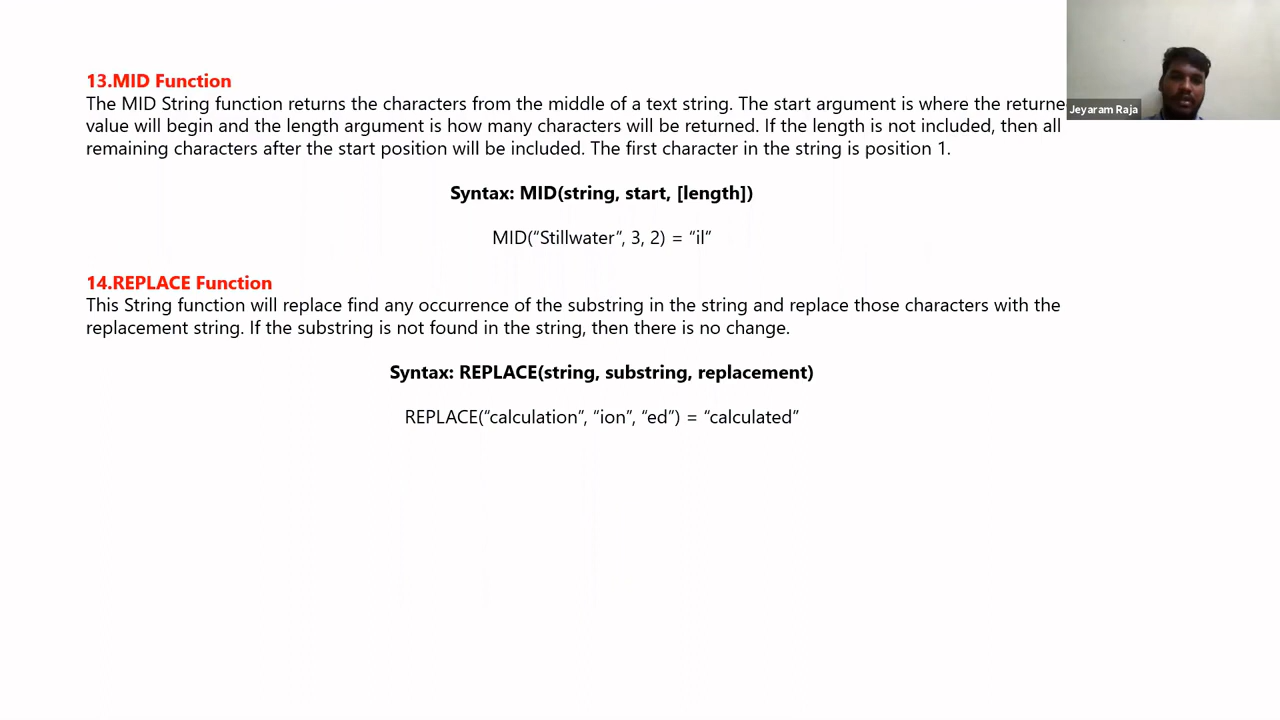 13.MID Function
The MID String function returns the characters from the middle of a text string. The start argument is where the returne
value will begin and the length argument is how many characters will be returned. If the length is not included, then all
remaining characters after the start position will be included. The first character in the string is position 1.
Syntax: MID(string, start, [length])
MID(“Stillwater”, 3, 2) = “il”
14.REPLACE Function
This String function will replace find any occurrence of the substring in the string and replace those characters with the
replacement string. If the substring is not found in the string, then there is no change.
Syntax: REPLACE(string, substring, replacement)
REPLACE(“calculation”, “ion”, “ed”) = “calculated”
Jeyaram Raja